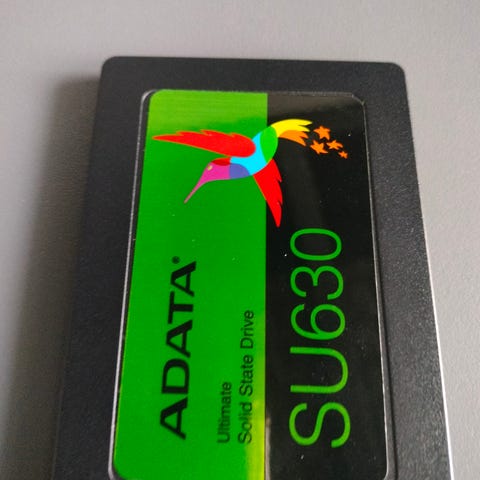 ADATA®
Ultimate
Solid State Drive
SU630